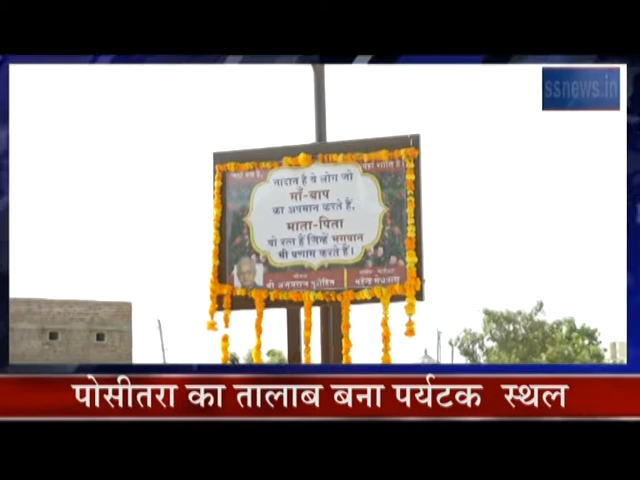 ssnews.in
नादान है वे लोग जो
माँ-बाप
का अपमान करते हैं,
माता-पिता
वो रत्न हैं जिन्हें भगवान
भी प्रणाम करते हैं।
पोसीतरा का तालाब बना पर्यटक स्थल